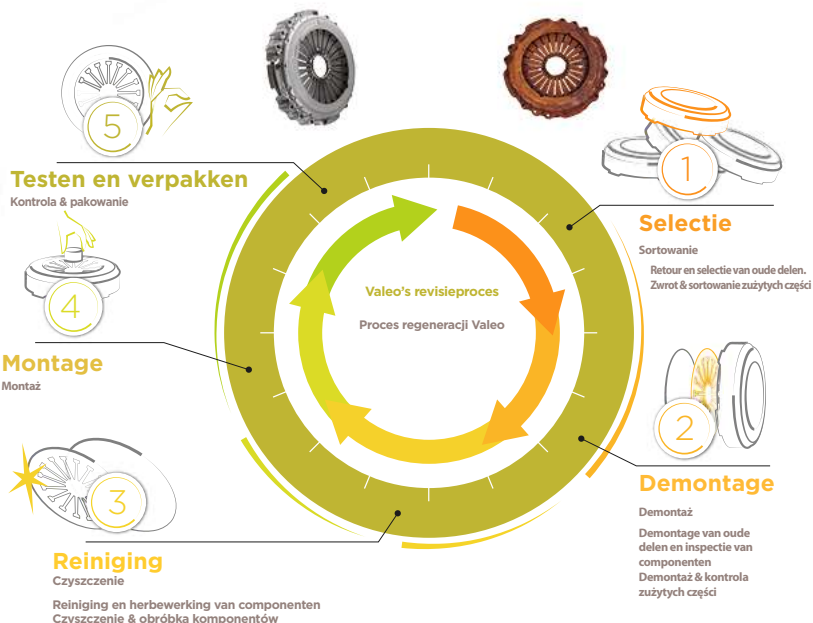 1
Selectie
Sortowanie
Retour en selectie van oude delen.
Zwrot & sortowanie zużytych części
2
Demontage
Demontaż
Demontage van oude
delen en inspectie van
componenten
Demontaż & kontrola
zużytych części
3
Reiniging
Czyszczenie
Reiniging en herbewerking van componenten
Czyszczenie & obróbka komponentów
4
Montage
Montaż
5
Testen en verpakken
Kontrola & pakowanie
Valeo's revisieproces
Proces regeneracji Valeo